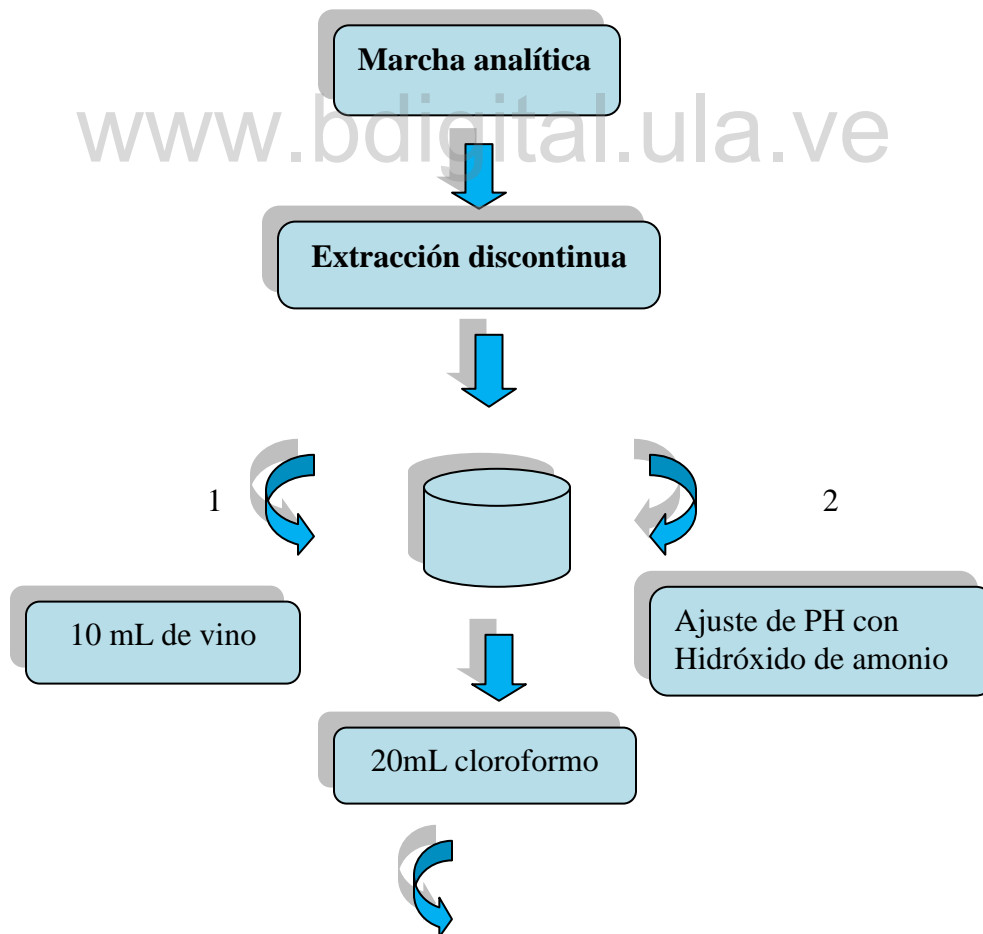 Marcha analítica
www.bdigital.ula.ve
Extracción discontinua
1
2
10 mL de vino
Ajuste de PH con
Hidróxido de amonio
20mL cloroformo